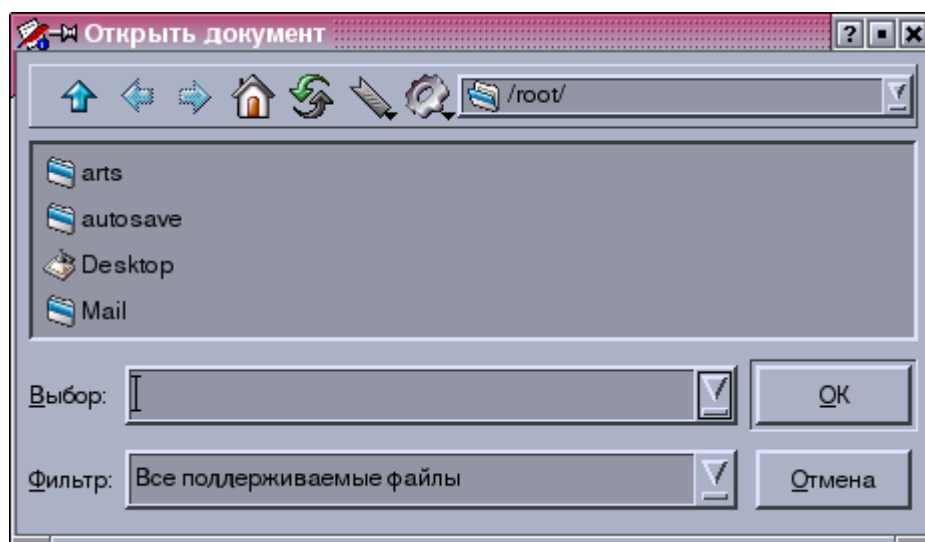 Открыть документ
/root/
arts
autosave
Desktop
Mail
Выбор:
OK
Фильтр: Все поддерживаемые файлы
Отмена